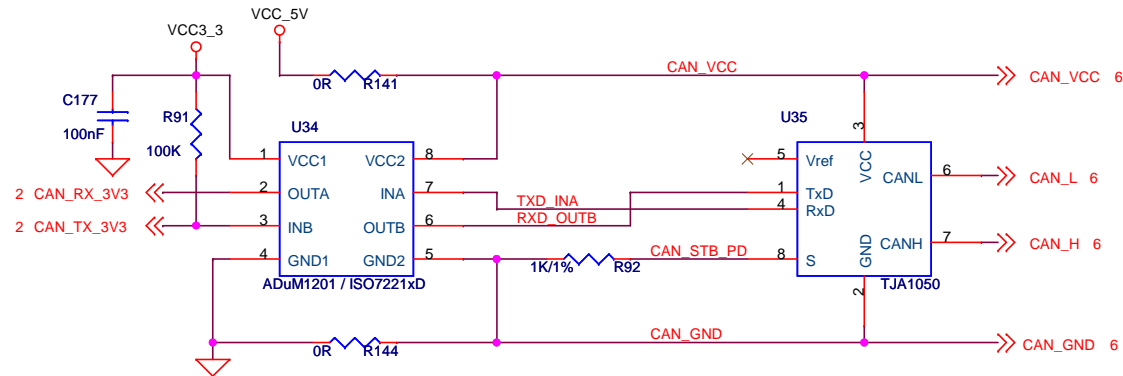 VCC_5V
VCC3_3
CAN_VCC
CAN_VCC 6
0R R141
C177
100nF
R91
100K
U34
U35
3
1 VCC1 VCC2 8
5 Vref VCC
CANL 6 CAN_L 6
2 CAN_RX_3V3 2 OUTA INA 7
TXD_INA
1 TxD
4 RxD
2 CAN_TX_3V3 3 INB OUTB 6
RXD_OUTB
CANH 7 CAN_H 6
4 GND1 GND2 5
CAN_STB_PD
8 S GND
1K/1% R92
ADuM1201 / ISO7221xD
2 TJA1050
CAN_GND
0R R144
CAN_GND 6